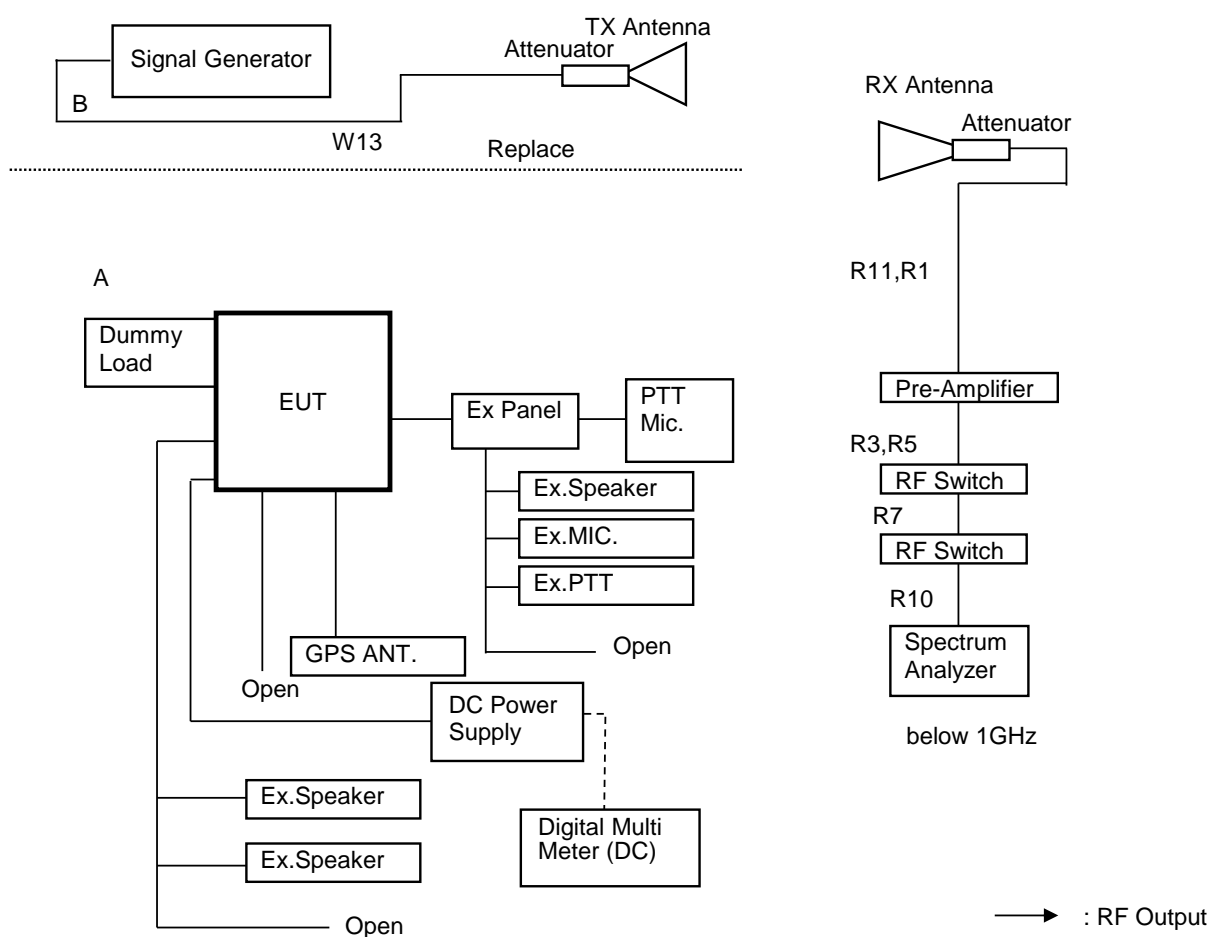 TX Antenna
Attenuator
Signal Generator
B
W13
Replace
RX Antenna
Attenuator
R11,R1
Pre-Amplifier
R3,R5
RF Switch
R7
RF Switch
R10
Spectrum
Analyzer
below 1GHz
A
Dummy
Load
EUT
Ex Panel
PTT
Mic.
Ex.Speaker
Ex.MIC.
Ex.PTT
Open
GPS ANT.
Open
DC Power
Supply
Ex.Speaker
Digital Multi
Meter (DC)
Ex.Speaker
Open
: RF Output